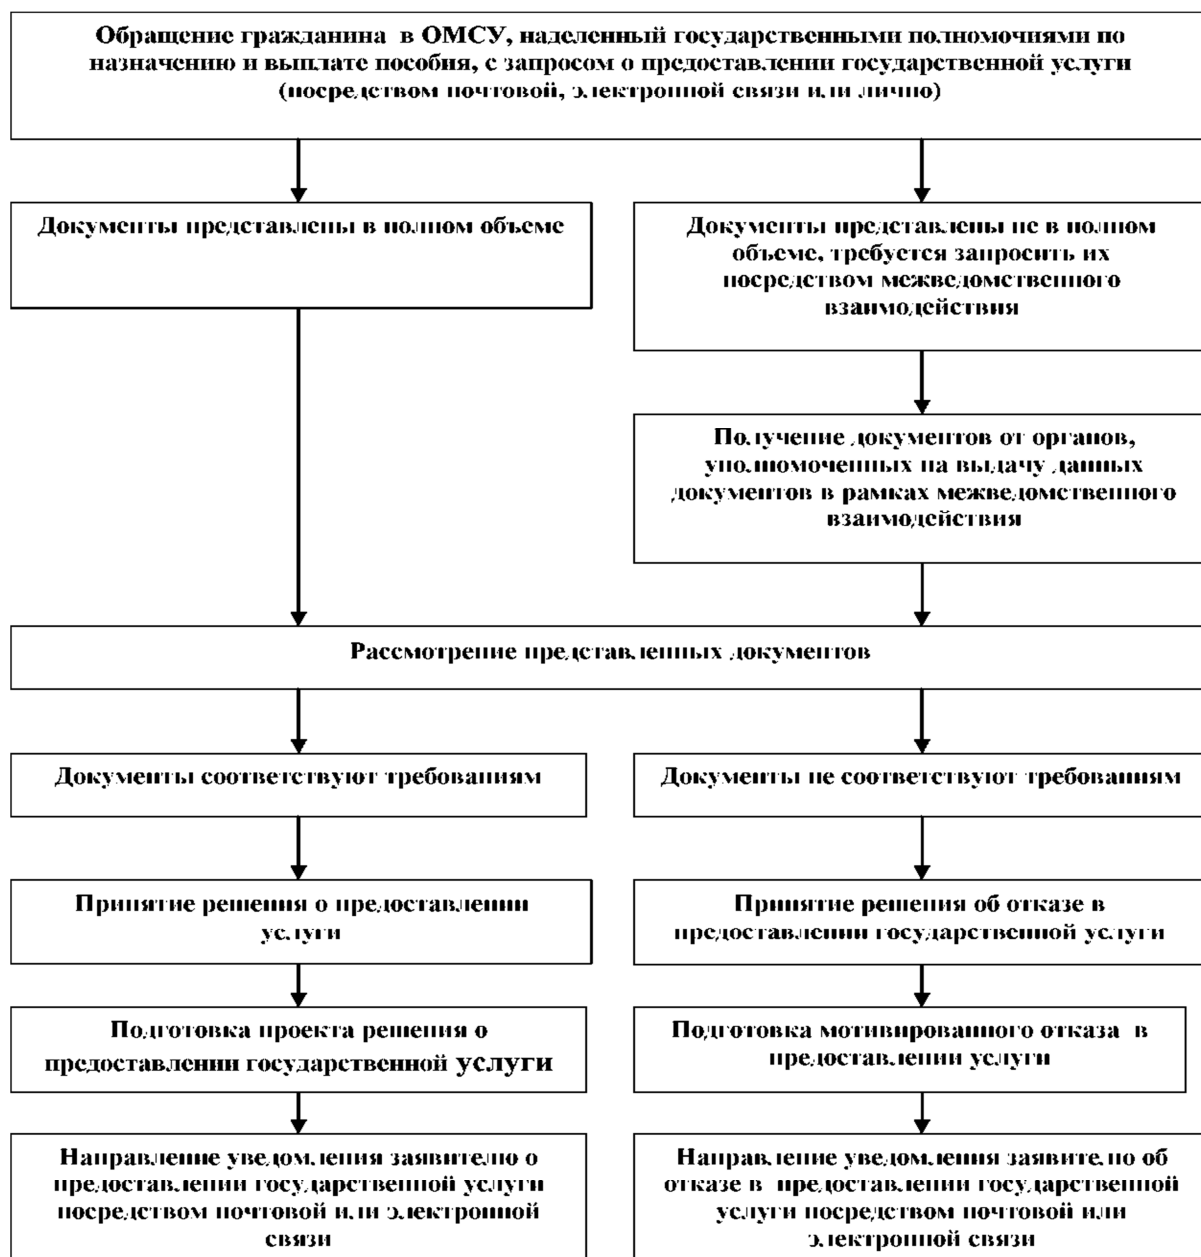 Обращение гражданина в ОМСУ, наделенный государственными полномочиями по
назначению и выплате пособия, с запросом о предоставлении государственной услуги
(посредством почтовой, электронной связи или лично)
Документы представлены в полном объеме
Документы представлены не в полном
объеме, требуется запросить их
посредством межведомственного
взаимодействия
Получение документов от органов,
уполномоченных на выдачу данных
документов в рамках межведомственного
взаимодействия
Рассмотрение представленных документов
Документы соответствуют требованиям
Документы не соответствуют требованиям
Принятие решения о предоставлении
услуги
Принятие решения об отказе в
предоставлении государственной услуги
Подготовка проекта решения о
предоставлении государственной услуги
Подготовка мотивированного отказа в
предоставлении услуги
Направление уведомления заявителю о
предоставлении государственной услуги
посредством почтовой или электронной
связи
Направление уведомления заявителю об
отказе в предоставлении государственной
услуги посредством почтовой или
электронной связи